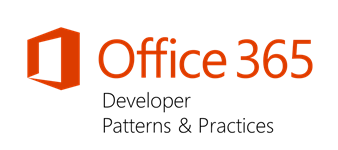 Office 365
Developer
Patterns & Practices